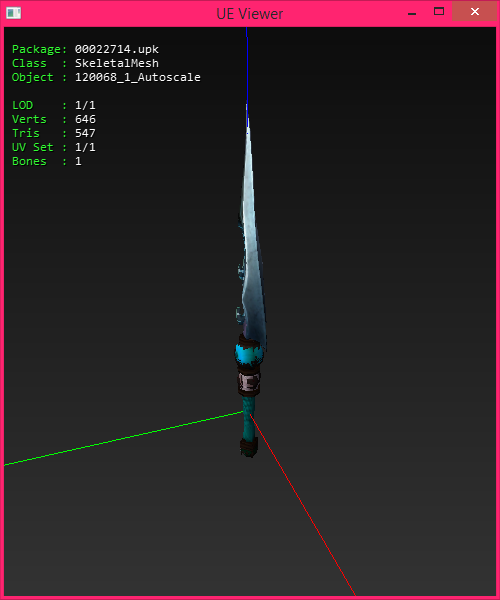 UE Viewer
Package: 00022714.upk
Class  : SkeletalMesh
Object : 120068_1_Autoscale
LOD    : 1/1
Verts  : 646
Tris   : 547
UV Set : 1/1
Bones  : 1